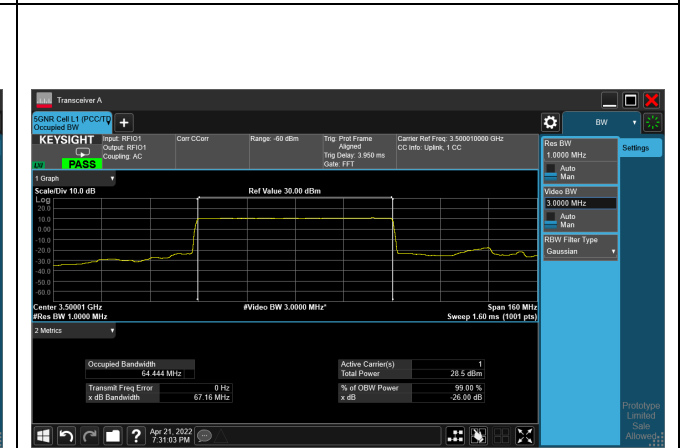 Transceiver A
5GNR Cell L1 (PCC/TD
Occupied BW
BW
KEYSIGHT
Input: RFIO1
Output: RFIO1
Coupling: AC
Corr CCorr
Range: -60 dBm
Trig: Prot Frame
Aligned
Trig Delay: 3.950 ms
Gate: FFT
Carrier Ref Freq: 3.500010000 GHz
CC Info: Uplink, 1 CC
LXI
PASS
1 Graph
Scale/Div 10.0 dB
Ref Value 30.00 dBm
Log
20.0
10.0
0.00
-10.0
-20.0
-30.0
-40.0
-50.0
-60.0
Center 3.50001 GHz
#Video BW 3.0000 MHz*
Span 160 MHz
#Res BW 1.0000 MHz
Sweep 1.60 ms (1001 pts)
2 Metrics
Occupied Bandwidth
64.444 MHz
Transmit Freq Error 0 Hz
x dB Bandwidth 67.16 MHz
Active Carrier(s) 1
Total Power 28.5 dBm
% of OBW Power 99.00 %
x dB -26.00 dB
Res BW
1.0000 MHz
Auto
Man
Video BW
3.0000 MHz
Auto
Man
RBW Filter Type
Gaussian
Settings
Prototype
Limited
Sale
Allowed
Apr 21, 2022
7:31:03 PM